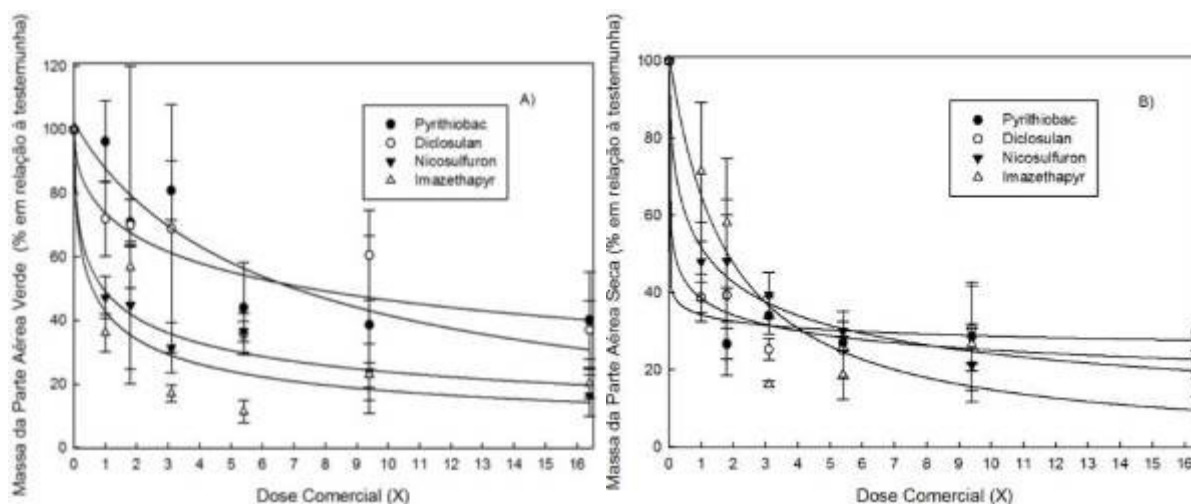 Massa da Parte Aérea Verde (% em relação à testemunha)
120
100
80
60
40
20
0
A)
Pyrithiobac
Diclosulan
Nicosulfuron
Imazethapyr
0 1 2 3 4 5 6 7 8 9 10 11 12 13 14 15 16
Dose Comercial (X)
Massa da Parte Aérea Seca (% em relação à testemunha)
100
80
60
40
20
0
B)
Pyrithiobac
Diclosulan
Nicosulfuron
Imazethapyr
0 1 2 3 4 5 6 7 8 9 10 11 12 13 14 15 16
Dose Comercial (X)